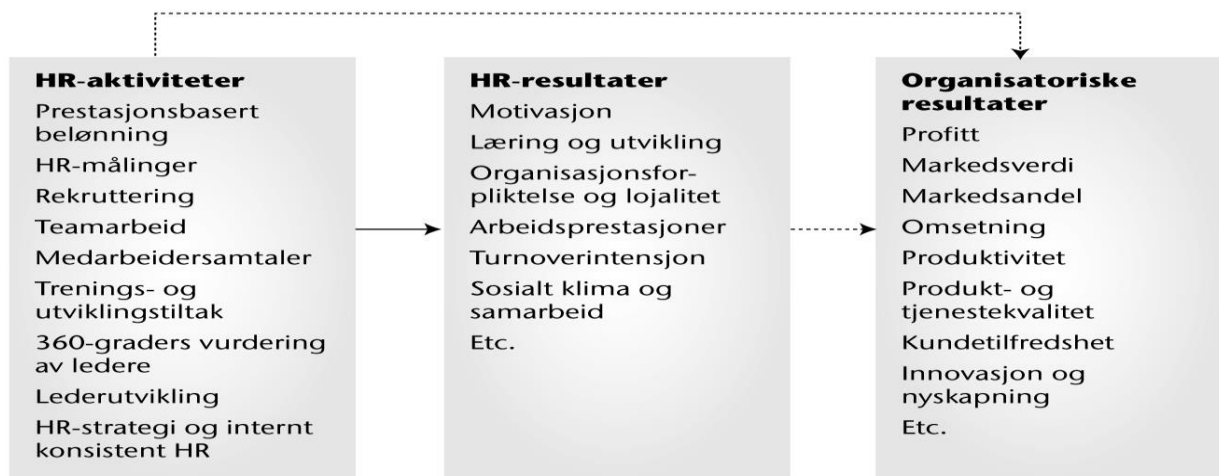 HR-aktiviteter
Prestasjonsbasert
belønning
HR-målinger
Rekruttering
Teamarbeid
Medarbeidersamtaler
Trenings- og
utviklingstiltak
360-graders vurdering
av ledere
Lederutvikling
HR-strategi og internt
konsistent HR
HR-resultater
Motivasjon
Læring og utvikling
Organisasjonsfor-
pliktelse og lojalitet
Arbeidsprestasjoner
Turnoverintensjon
Sosialt klima og
samarbeid
Etc.
Organisatoriske
resultater
Profitt
Markedsverdi
Markedsandel
Omsetning
Produktivitet
Produkt- og
tjenestekvalitet
Kundetilfredshet
Innovasjon og
nyskapning
Etc.